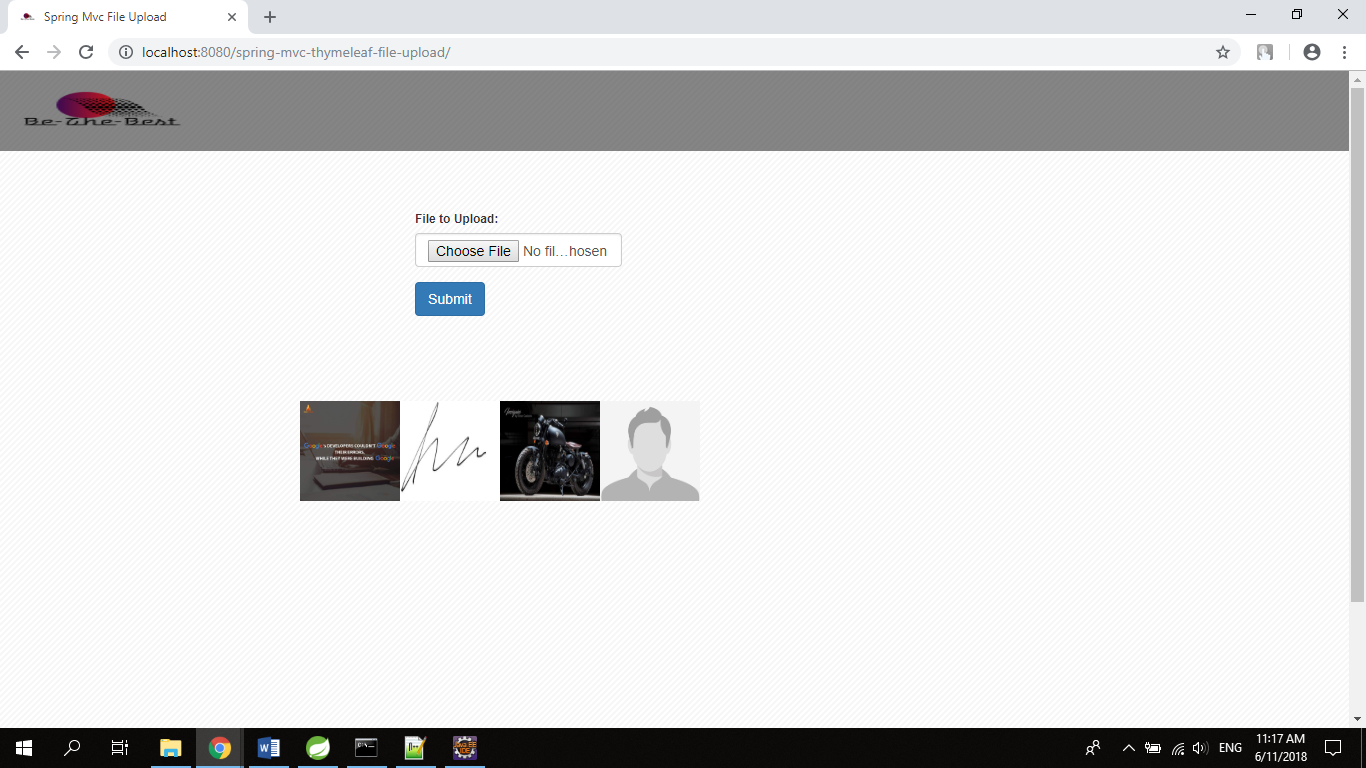 Spring Mvc File Upload
localhost:8080/spring-mvc-thymeleaf-file-upload/
Be-The-Best
File to Upload:
Choose File No fil...hosen
Submit
Google's DEVELOPERS COULDN'T Google
THEIR ERRORS,
WHILE THEY WERE BUILDING Google
ENG
11:17 AM
6/11/2018